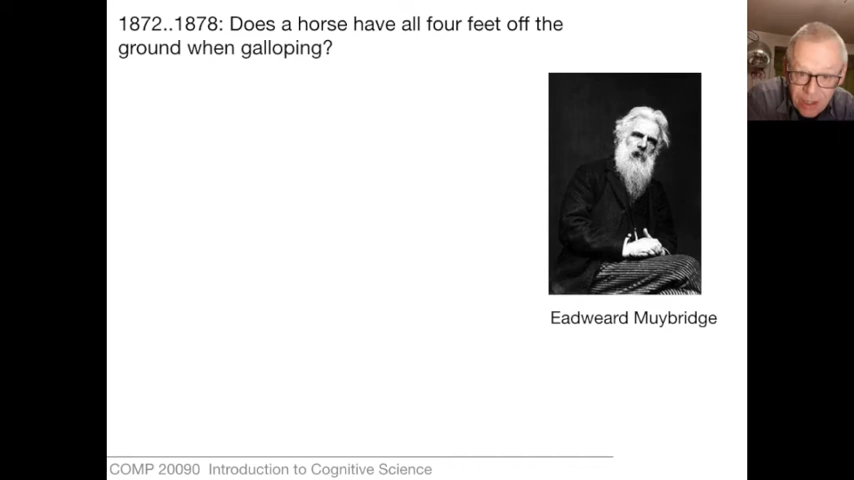 1872..1878: Does a horse have all four feet off the
ground when galloping?
Eadweard Muybridge
COMP 20090 Introduction to Cognitive Science